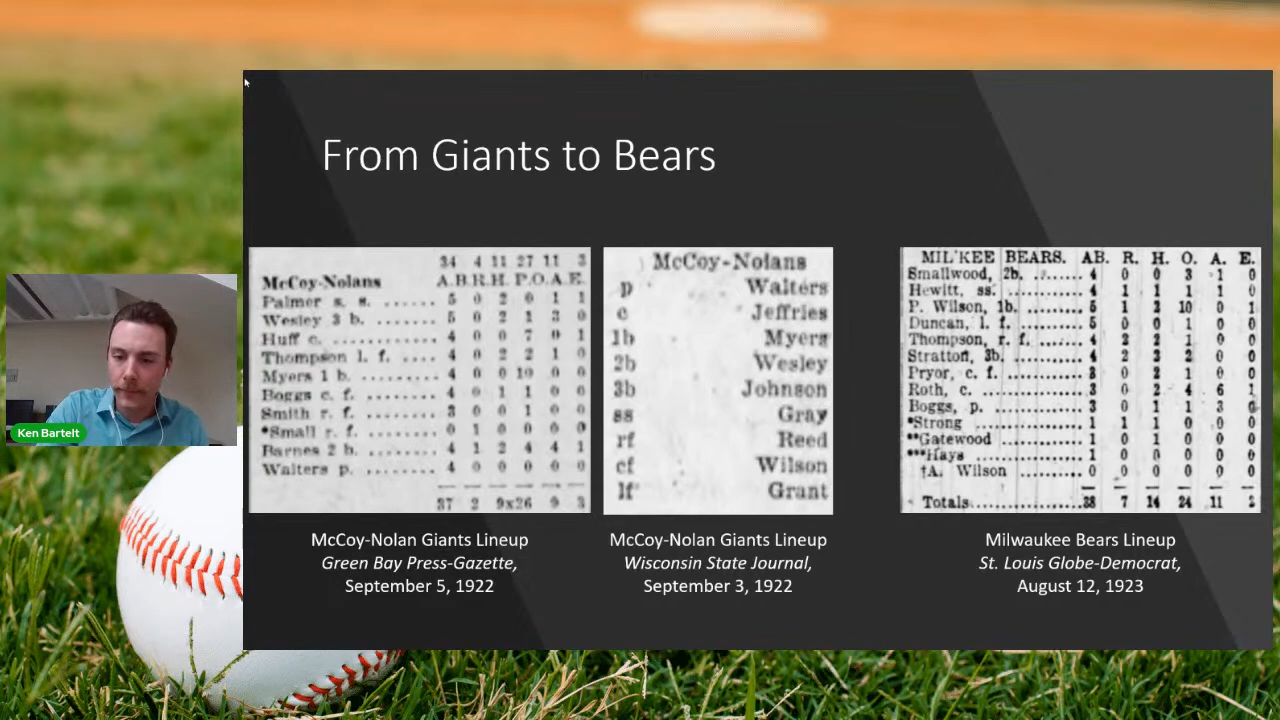 From Giants to Bears
34 4 11 27 11 3
McCoy-Nolans A.B.R.H. P.O.A.E.
Palmer s. s. ....... 5 0 2 0 1 1
Wesley 3 b. ........ 5 0 2 1 3 0
Huff c. ............ 4 0 0 7 0 1
Thompson l. f. ..... 4 0 2 2 1 0
Myers 1 b. ......... 4 0 0 10 0 0
Boggs c. f. ........ 4 0 1 1 0 0
Smith r. f. ........ 3 0 0 1 0 0
*Small r. f. ....... 0 1 0 0 0 0
Barnes 2 b. ........ 4 1 2 4 4 1
Walters p. ......... 4 0 0 0 0 0
37 2 9x26 9 3
McCoy-Nolans
p Walters
c Jeffries
lb Myers
2b Wesley
3b Johnson
ss Gray
rf Reed
cf Wilson
lf Grant
MIL'KEE BEARS. AB. R. H. O. A. E.
Smallwood, 2b. ........ 4 0 0 3 1 0
Hewitt, ss. ........... 4 1 1 1 1 0
P. Wilson, 1b. ........ 5 1 3 10 0 1
Duncan, l. f. ......... 5 0 0 1 0 0
Thompson, r. f. ....... 4 2 2 1 0 0
Stratton, 3b. ......... 4 2 3 2 0 0
Pryor, c. f. .......... 3 0 2 1 0 0
Roth, c. .............. 3 0 2 4 6 1
Boggs, p. ............. 3 0 1 1 3 0
*Strong ............... 1 1 1 0 0 0
**Gatewood ............ 1 0 1 0 0 0
***Hays ............... 1 0 0 0 0 0
†A. Wilson ............ 0 0 0 0 0 0
Totals................. 38 7 14 24 11 2
Ken Bartelt
McCoy-Nolan Giants Lineup
Green Bay Press-Gazette,
September 5, 1922
McCoy-Nolan Giants Lineup
Wisconsin State Journal,
September 3, 1922
Milwaukee Bears Lineup
St. Louis Globe-Democrat,
August 12, 1923